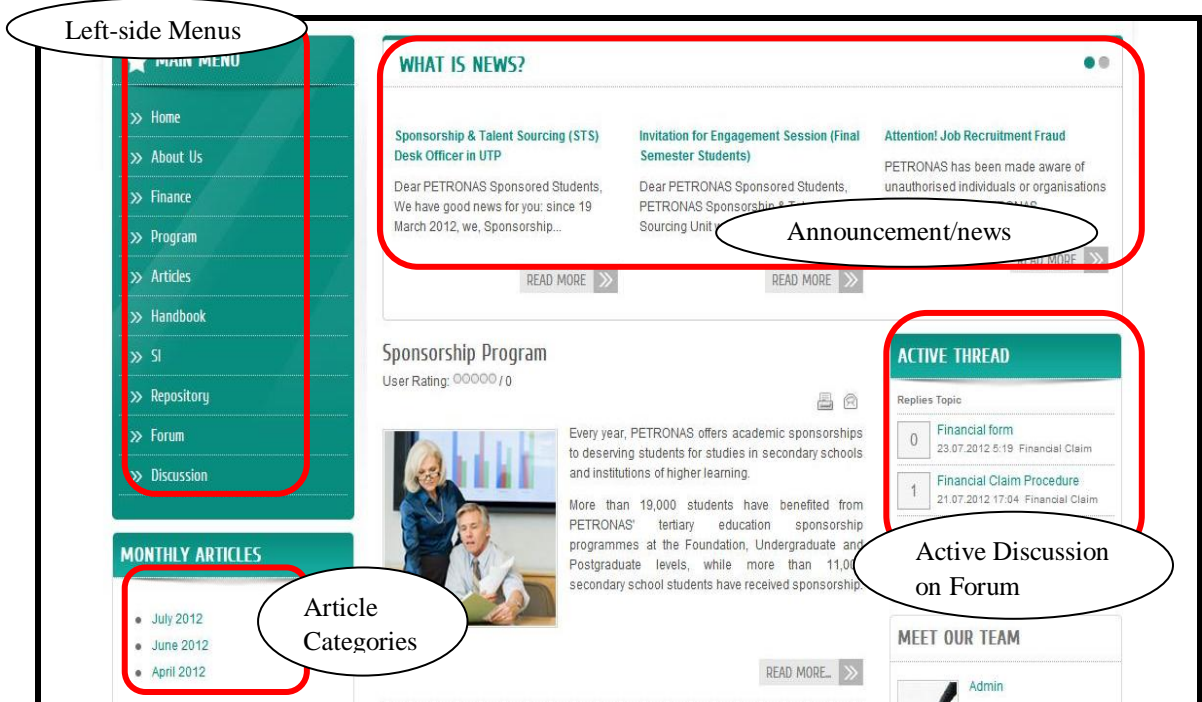 Left-side Menus
MAIN MENU
Home
About Us
Finance
Program
Articles
Handbook
SI
Repository
Forum
Discussion
MONTHLY ARTICLES
July 2012
June 2012
April 2012
Article
Categories
WHAT IS NEWS?
Sponsorship & Talent Sourcing (STS)
Desk Officer in UTP
Dear PETRONAS Sponsored Students,
We have good news for you: since 19
March 2012, we, Sponsorship...
READ MORE
Invitation for Engagement Session (Final
Semester Students)
Dear PETRONAS Sponsored Students,
PETRONAS Sponsorship &
Sourcing Unit
READ MORE
Attention! Job Recruitment Fraud
PETRONAS has been made aware of
unauthorised individuals or organisations
READ MORE
Announcement/news
Sponsorship Program
User Rating: / 0
Every year, PETRONAS offers academic sponsorships
to deserving students for studies in secondary schools
and institutions of higher learning.
More than 19,000 students have benefited from
PETRONAS' tertiary education sponsorship
programmes at the Foundation, Undergraduate and
Postgraduate levels, while more than
secondary school students have received sponsorship.
READ MORE...
ACTIVE THREAD
Replies Topic
0 Financial form
23.07.2012 5:19 Financial Claim
1 Financial Claim Procedure
21.07.2012 17:04 Financial Claim
Active Discussion
on Forum
MEET OUR TEAM
Admin